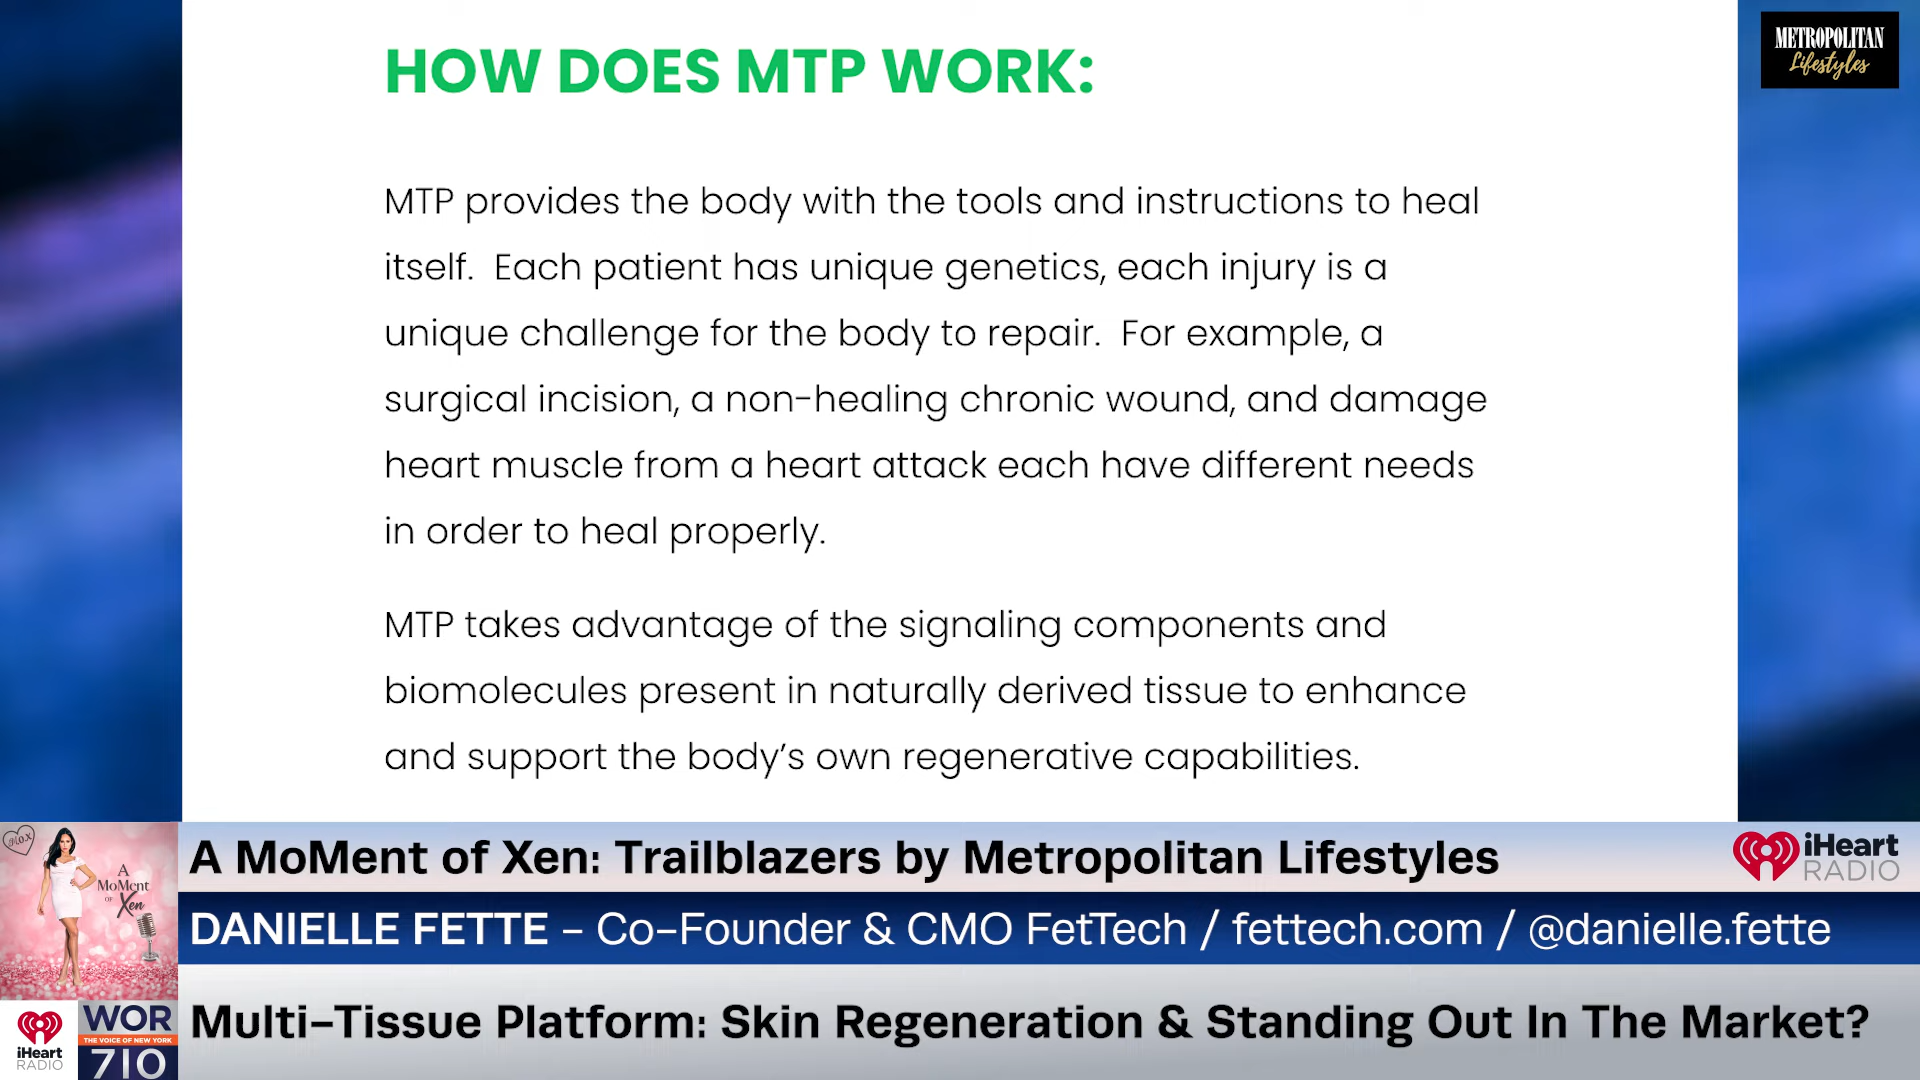 HOW DOES MTP WORK:
METROPOLITAN
Lifestyles
MTP provides the body with the tools and instructions to heal
itself. Each patient has unique genetics, each injury is a
unique challenge for the body to repair. For example, a
surgical incision, a non-healing chronic wound, and damage
heart muscle from a heart attack each have different needs
in order to heal properly.
MTP takes advantage of the signaling components and
biomolecules present in naturally derived tissue to enhance
and support the body's own regenerative capabilities.
A
MoMent
OF
Xen
A MoMent of Xen: Trailblazers by Metropolitan Lifestyles
iHeart
RADIO
DANIELLE FETTE - Co-Founder & CMO FetTech / fettech.com / @danielle.fette
iHeart
RADIO
WOR
THE VOICE OF NEW YORK
710
Multi-Tissue Platform: Skin Regeneration & Standing Out In The Market?